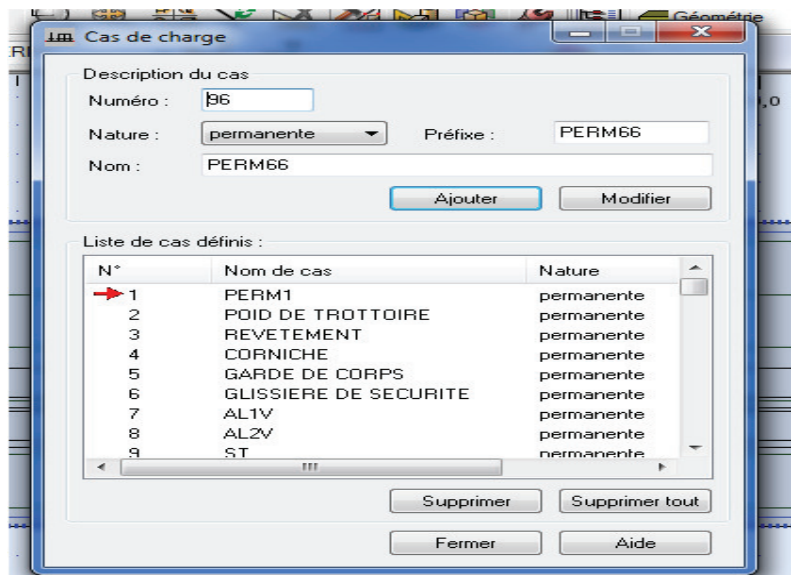 Géométrie
Cas de charge
Description du cas
Numéro : 96
Nature : permanente Préfixe : PERM66
Nom : PERM66
Ajouter Modifier
Liste de cas définis :
N° Nom de cas Nature
1 PERM1 permanente
2 POID DE TROTTOIRE permanente
3 REVETEMENT permanente
4 CORNICHE permanente
5 GARDE DE CORPS permanente
6 GLISSIERE DE SECURITE permanente
7 AL1V permanente
8 AL2V permanente
9 ST permanente
Supprimer Supprimer tout
Fermer Aide